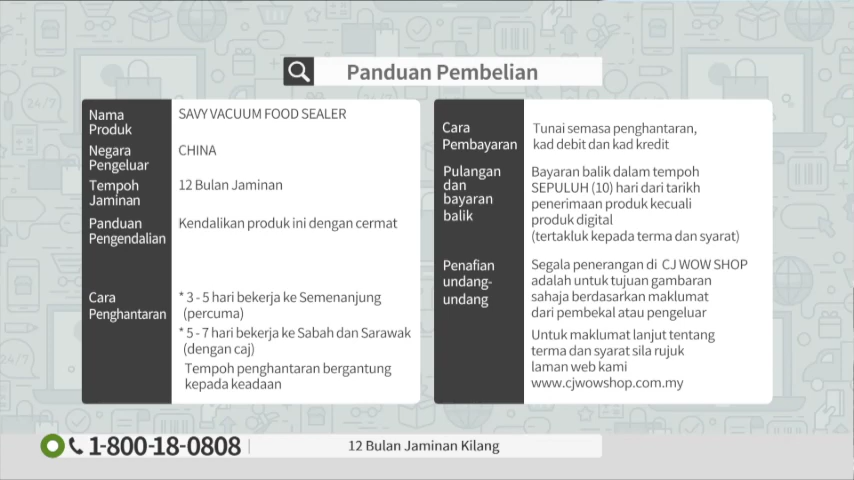 Panduan Pembelian
Nama
Produk
SAVY VACUUM FOOD SEALER
Negara
Pengeluar
CHINA
Tempoh
Jaminan
12 Bulan Jaminan
Panduan
Pengendalian
Kendalikan produk ini dengan cermat
Cara
Penghantaran
* 3 - 5 hari bekerja ke Semenanjung
(percuma)
* 5 - 7 hari bekerja ke Sabah dan Sarawak
(dengan caj)
Tempoh penghantaran bergantung
kepada keadaan
Cara
Pembayaran
Tunai semasa penghantaran,
kad debit dan kad kredit
Pulangan
dan
bayaran
balik
Bayaran balik dalam tempoh
SEPULUH (10) hari dari tarikh
penerimaan produk kecuali
produk digital
(tertakluk kepada terma dan syarat)
Penafian
undang-
undang
Segala penerangan di CJ WOW SHOP
adalah untuk tujuan gambaran
sahaja berdasarkan maklumat
dari pembekal atau pengeluar
Untuk maklumat lanjut tentang
terma dan syarat sila rujuk
laman web kami
www.cjwowshop.com.my
1-800-18-0808
12 Bulan Jaminan Kilang
24/7
24/7